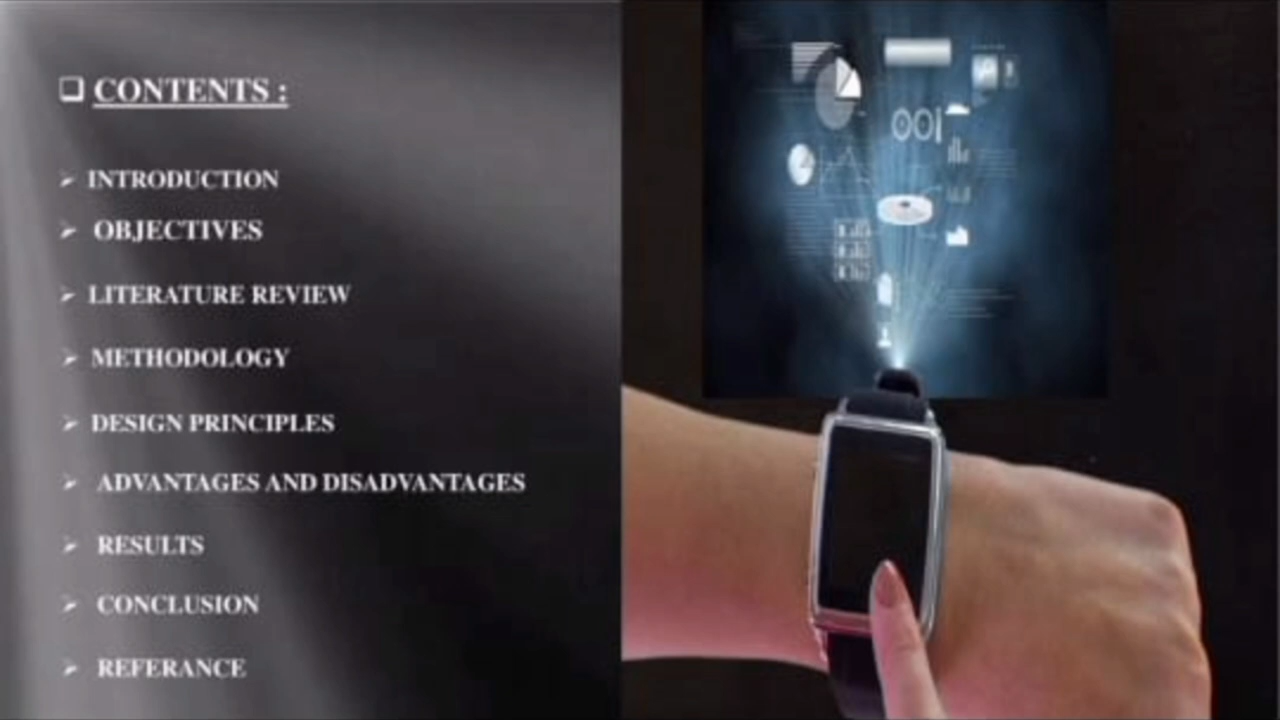 ❑ CONTENTS :
➢ INTRODUCTION
➢ OBJECTIVES
➢ LITERATURE REVIEW
➢ METHODOLOGY
➢ DESIGN PRINCIPLES
➢ ADVANTAGES AND DISADVANTAGES
➢ RESULTS
➢ CONCLUSION
➢ REFERANCE